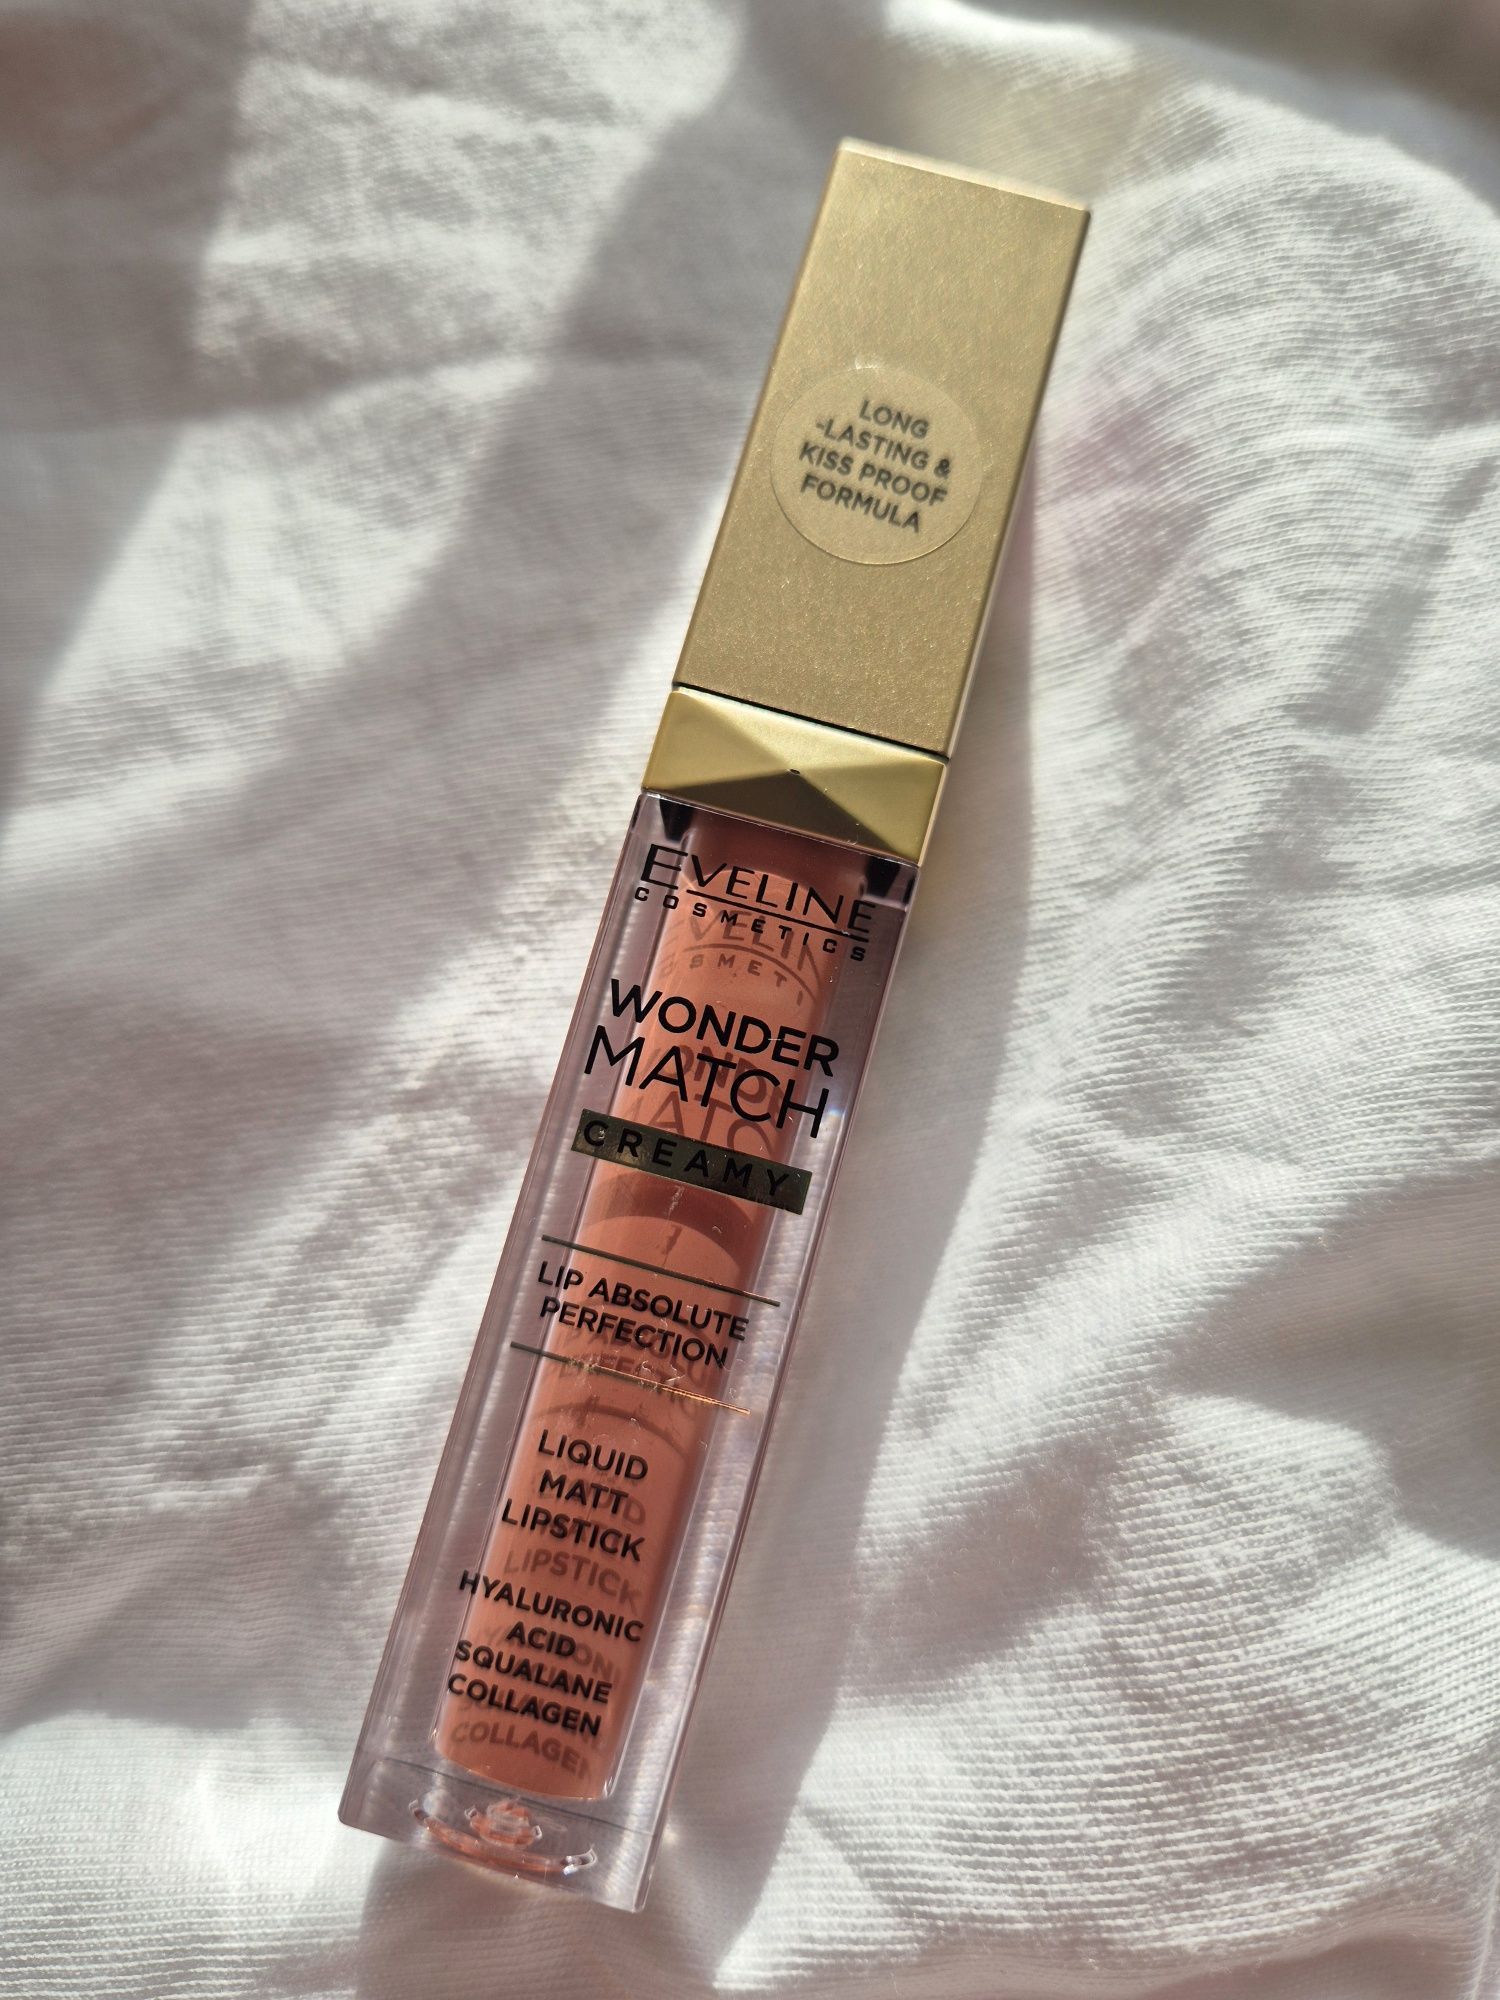 LONG
-LASTING &
KISS PROOF
FORMULA
EVELINE
COSMETICS
WONDER
MATCH
CREAMY
LIP ABSOLUTE
PERFECTION
LIQUID
MATT
LIPSTICK
HYALURONIC
ACID
SQUALANE
COLLAGEN